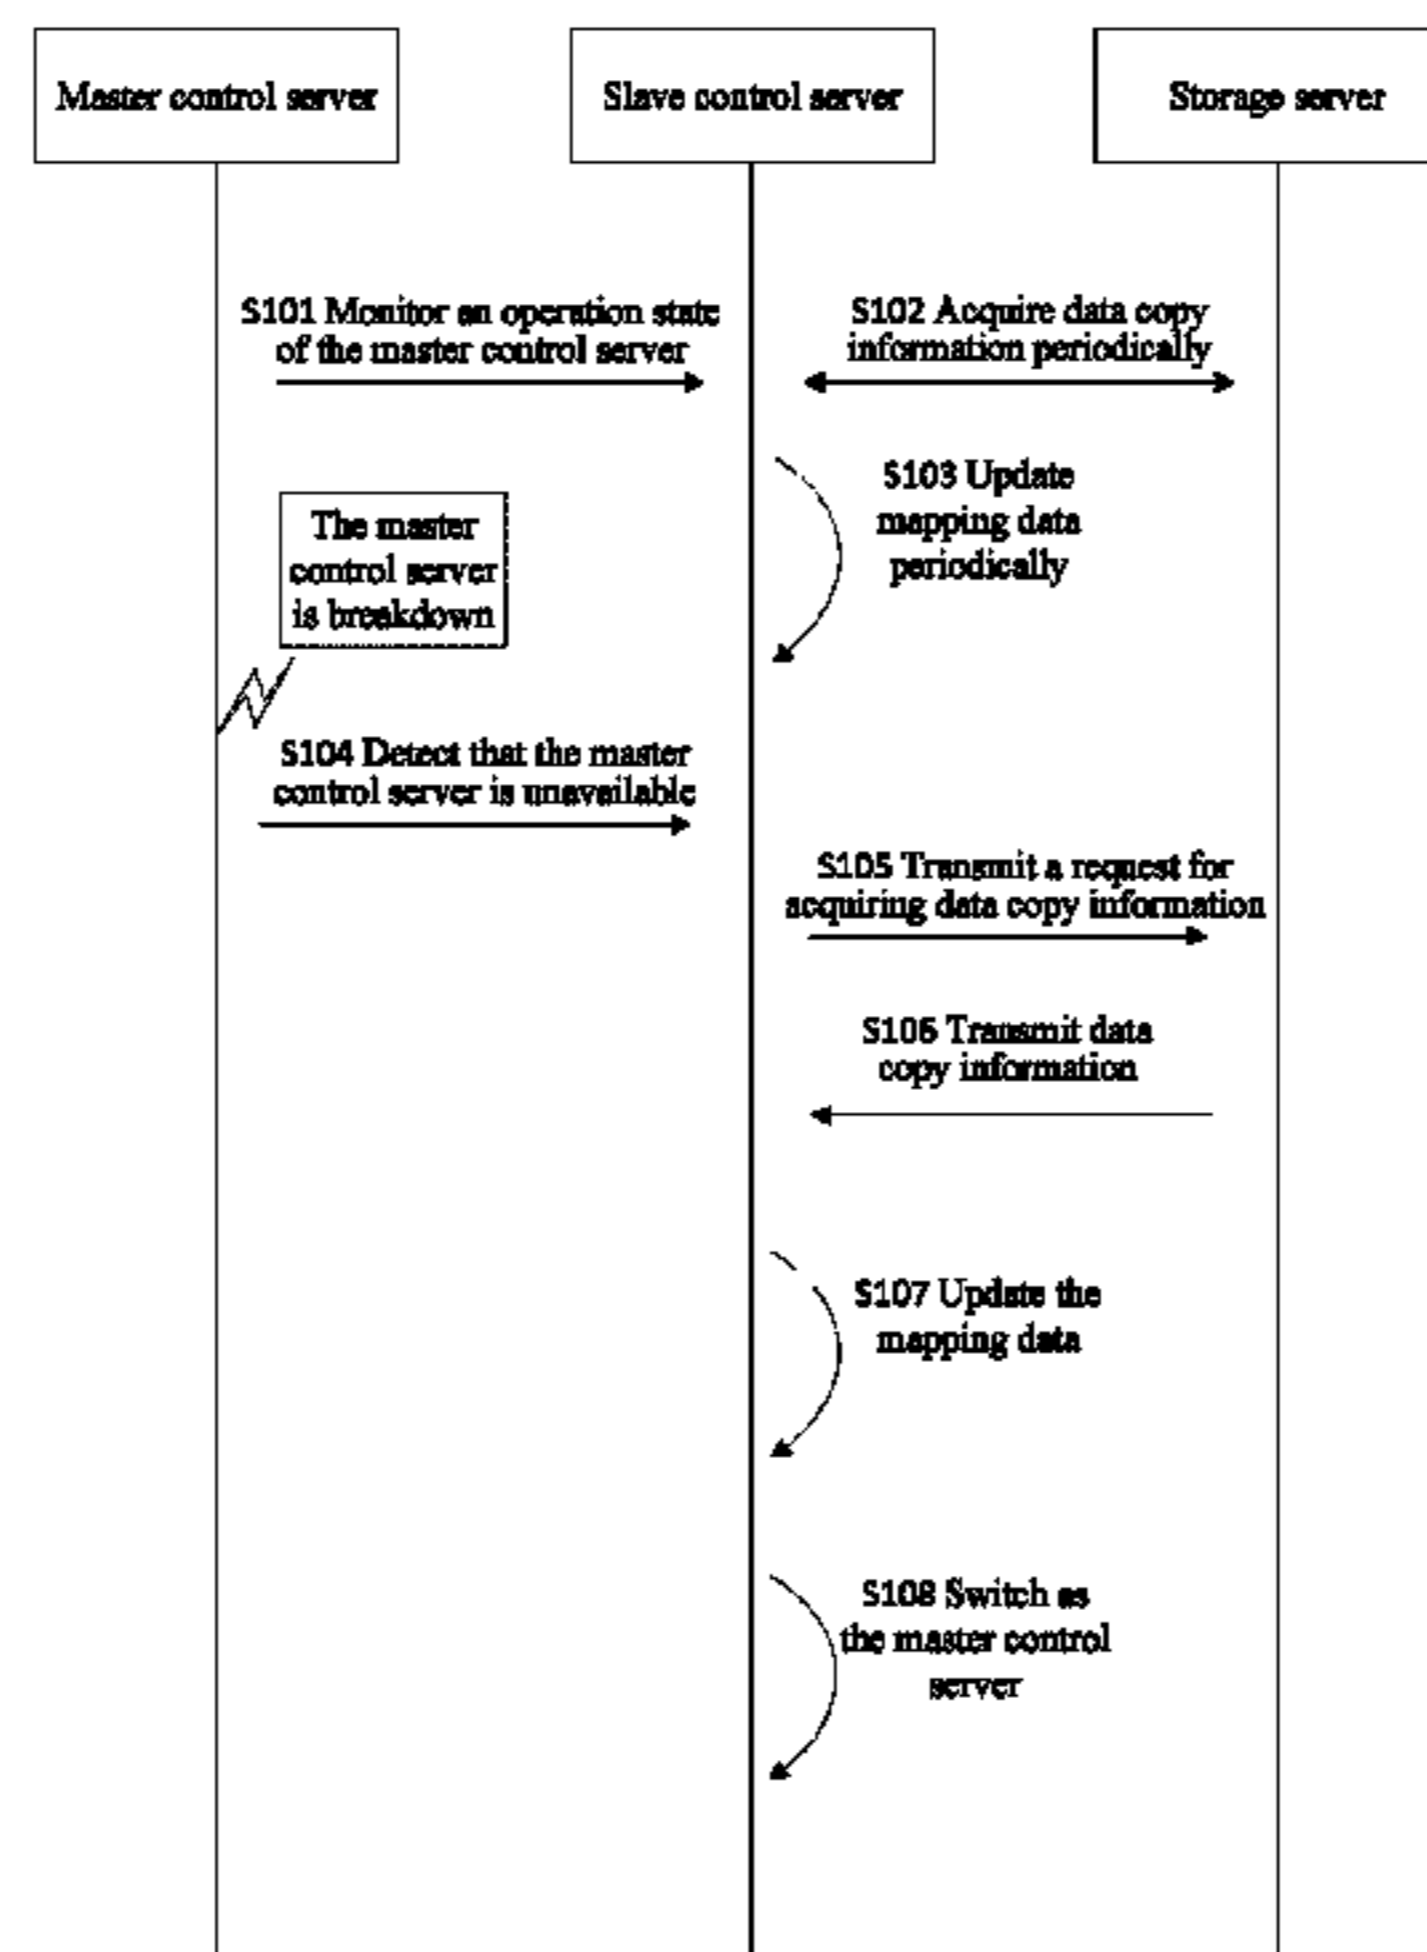 Master control server
Slave control server
Storage server
S101 Monitor an operation state
of the master control server
S102 Acquire data copy
information periodically
S103 Update
mapping data
periodically
The master
control server
is breakdown
S104 Detect that the master
control server is unavailable
S105 Transmit a request for
acquiring data copy information
S106 Transmit data
copy information
S107 Update the
mapping data
S108 Switch as
the master control
server